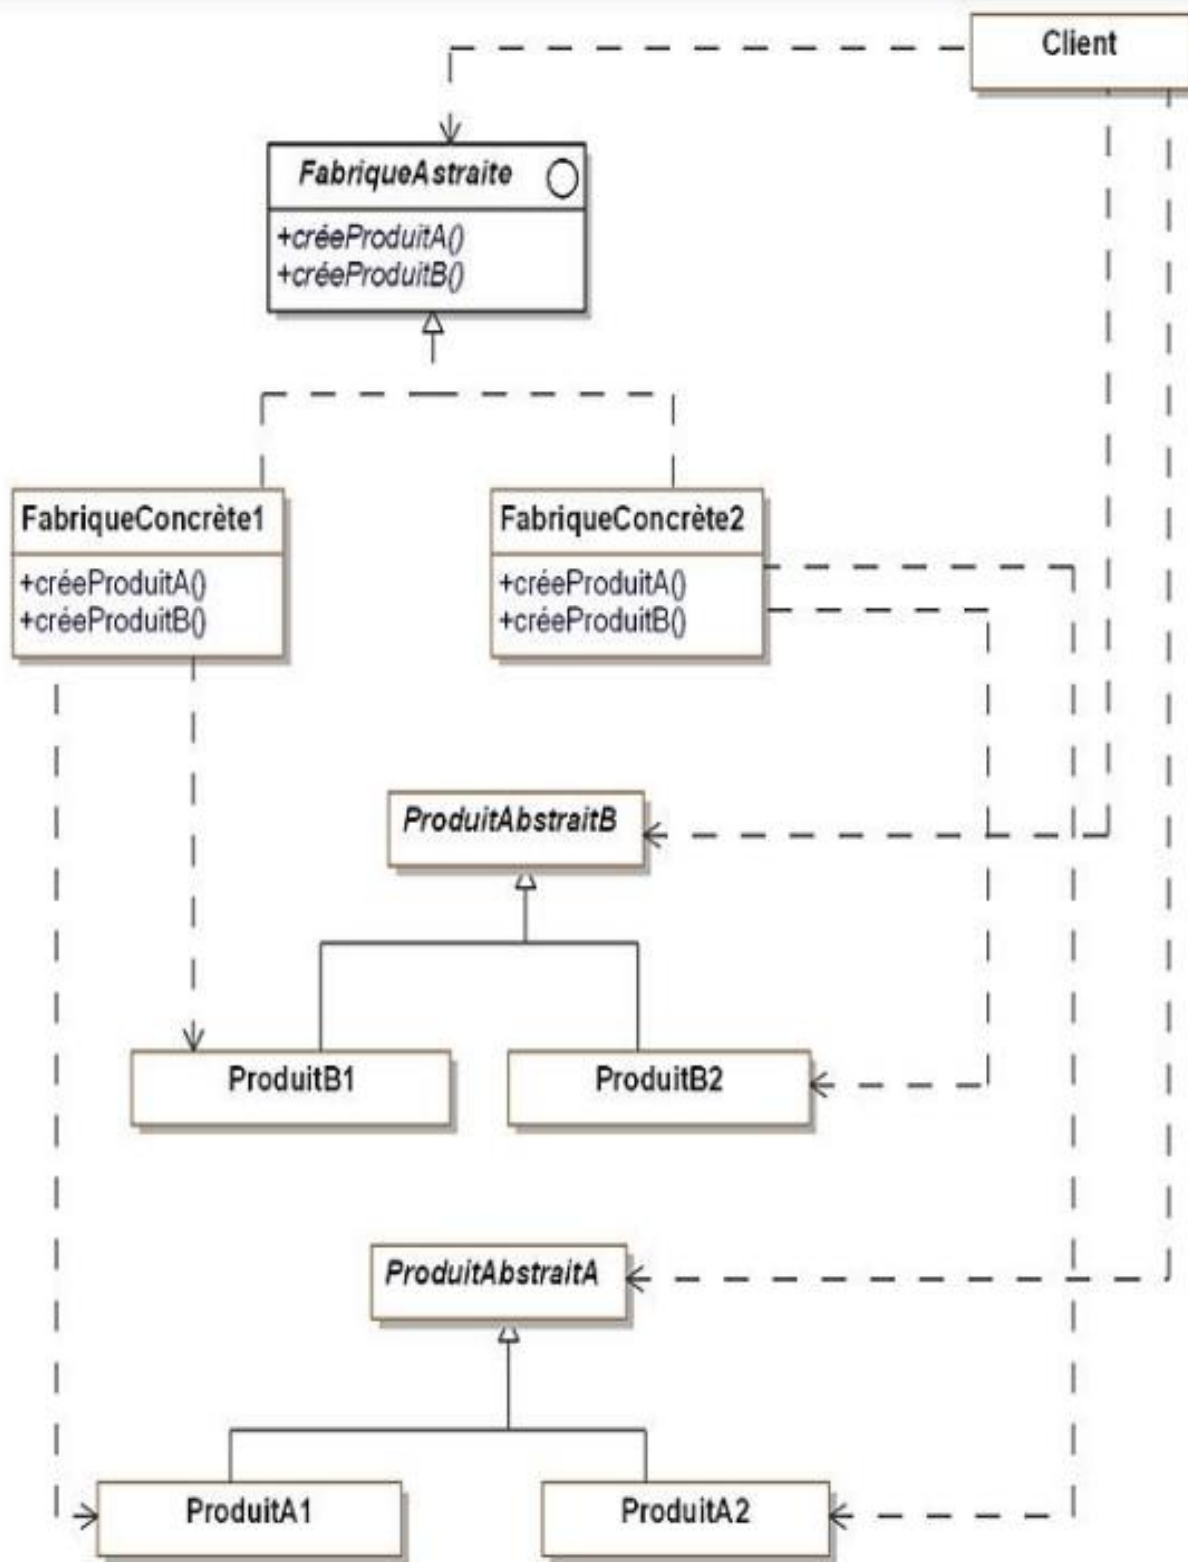 Client
FabriqueAstraite
+créeProduitA()
+créeProduitB()
FabriqueConcrète1
+créeProduitA()
+créeProduitB()
FabriqueConcrète2
+créeProduitA()
+créeProduitB()
ProduitAbstraitB
ProduitB1
ProduitB2
ProduitAbstraitA
ProduitA1
ProduitA2